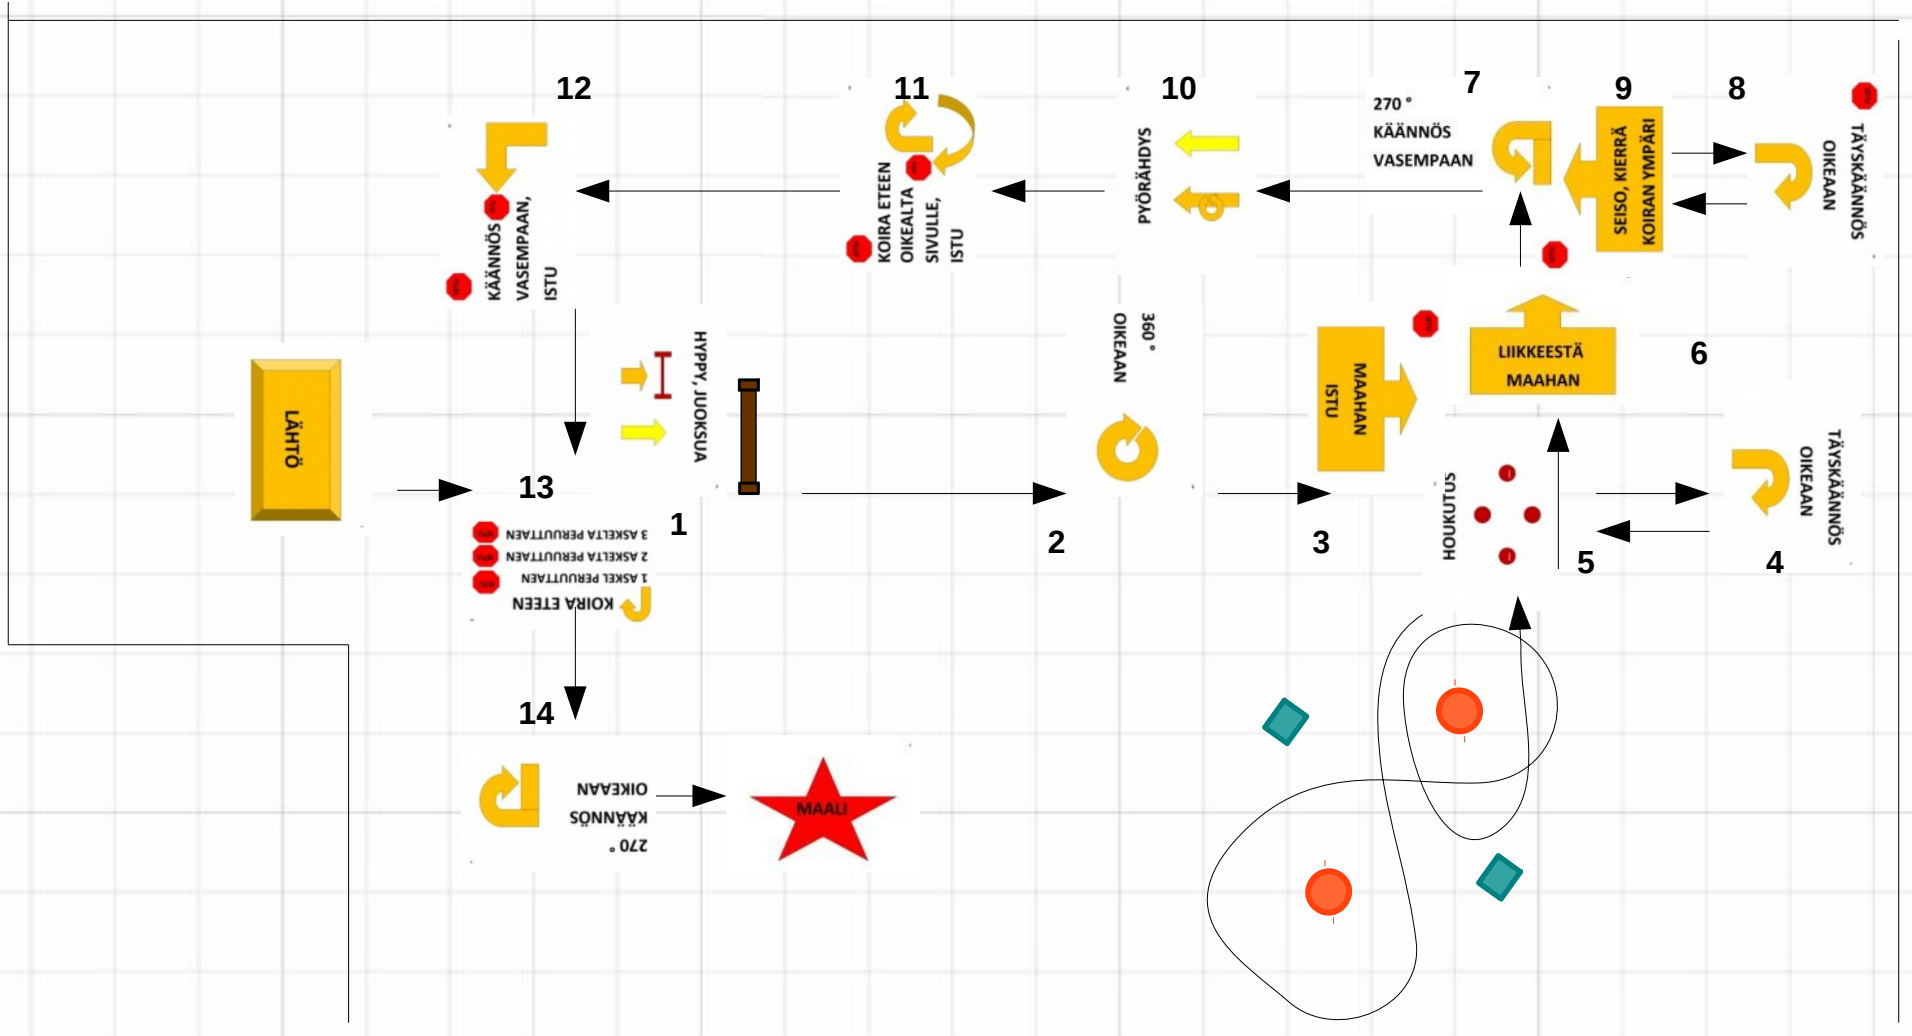 12
11
10
7
9
8
270 °
KÄÄNNÖS
VASEMPAAN
SEISO, KIERRÄ
KOIRAN YMPÄRI
TÄYSKÄÄNNÖS
OIKEAAN
PYÖRÄHDYS
KOIRA ETEEN
OIKEALTA
SIVULLE,
ISTU
KÄÄNNÖS
VASEMPAAN,
ISTU
LÄHTÖ
HYPPY, JUOKSUA
1
360 °
OIKEAAN
2
MAAHAN
ISTU
3
LIIKKEESTÄ
MAAHAN
6
HOUKUTUS
5
TÄYSKÄÄNNÖS
OIKEAAN
4
13
KOIRA ETEEN
1 ASKEL PERUUTTAEN
2 ASKELTA PERUUTTAEN
3 ASKELTA PERUUTTAEN
14
270 °
KÄÄNNÖS
OIKEAAN
MAALI